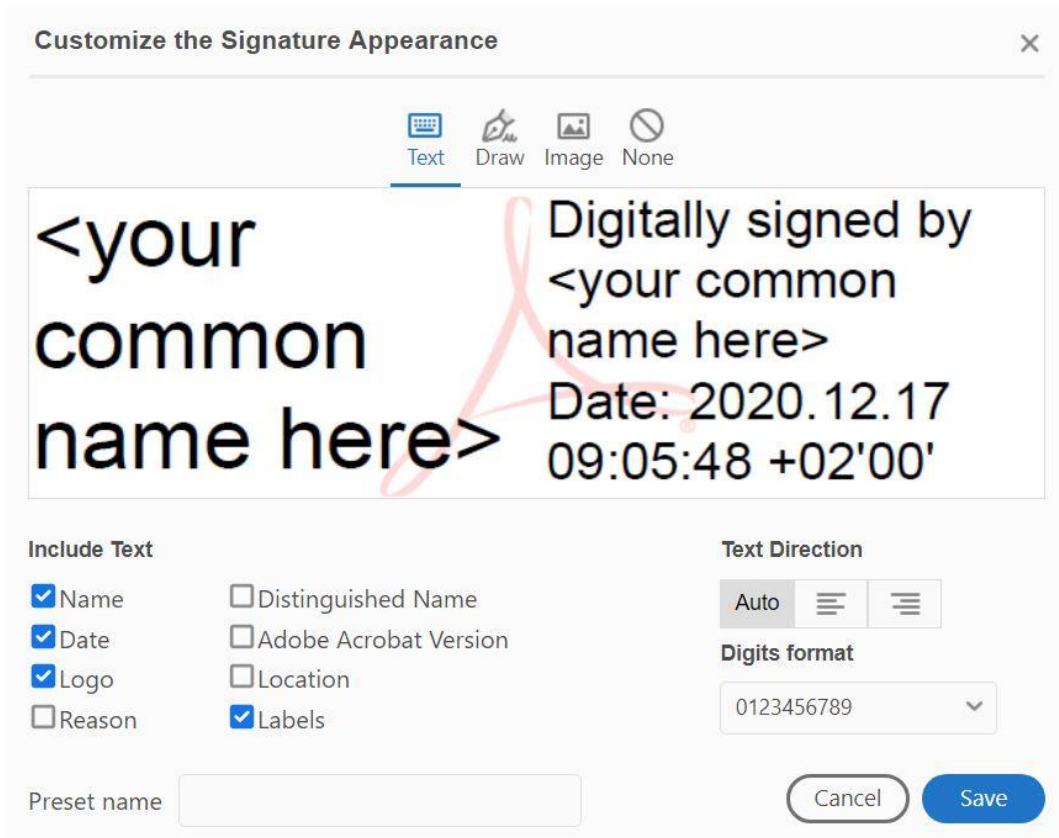 Customize the Signature Appearance
Text Draw Image None
<your
common
name here>
Digitally signed by
<your common
name here>
Date: 2020.12.17
09:05:48 +02'00'
Include Text
Name
Date
Logo
Reason
Distinguished Name
Adobe Acrobat Version
Location
Labels
Text Direction
Auto
Digits format
0123456789
Preset name
Cancel
Save